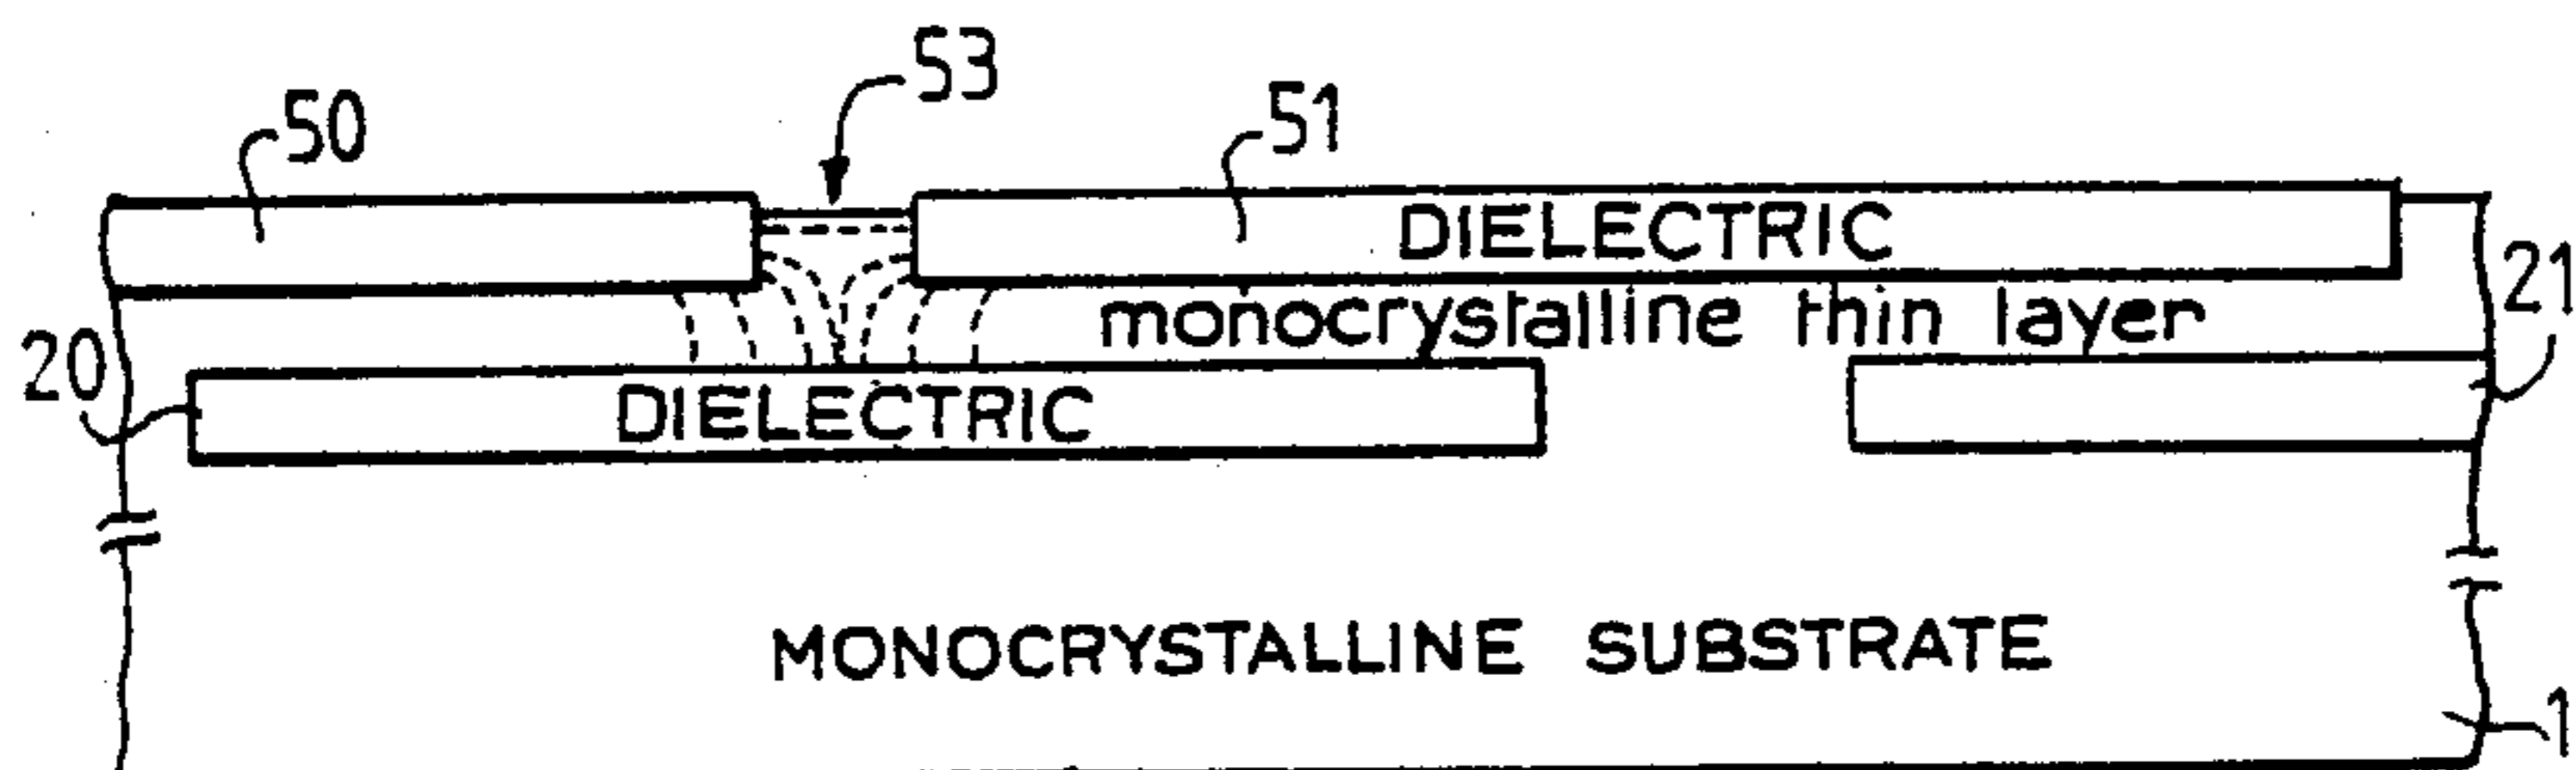 53
50
51
DIELECTRIC
21
monocrystalline thin layer
20
DIELECTRIC
MONOCRYSTALLINE SUBSTRATE
1